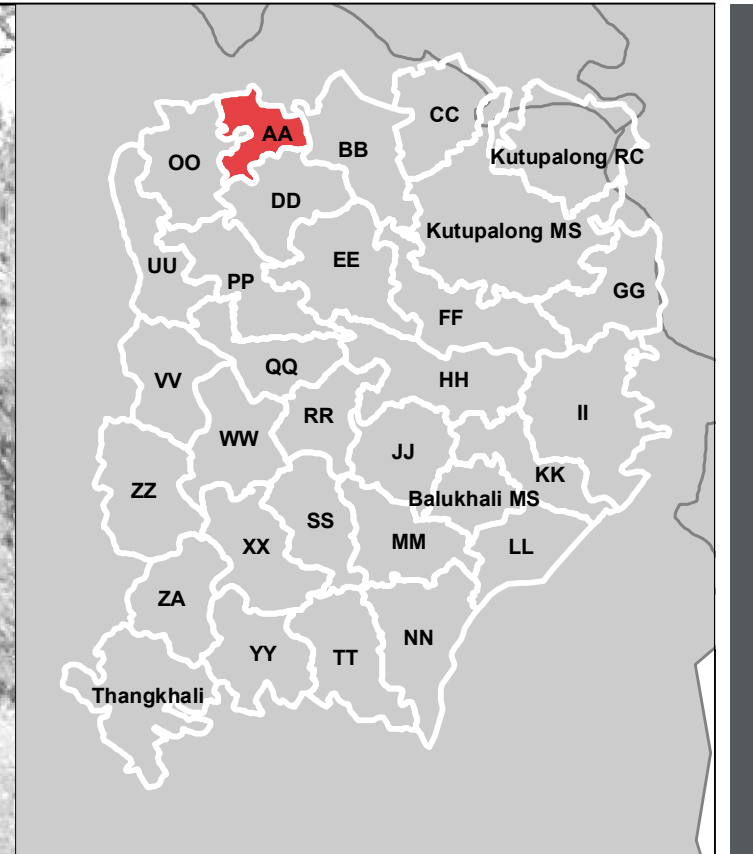 CC
AA
BB
Kutupalong RC
OO
DD
Kutupalong MS
EE
UU
PP
GG
FF
QQ
HH
VV
II
RR
WW
JJ
KK
ZZ
Balukhali MS
SS
MM
XX
LL
ZA
NN
YY
TT
Thangkhali